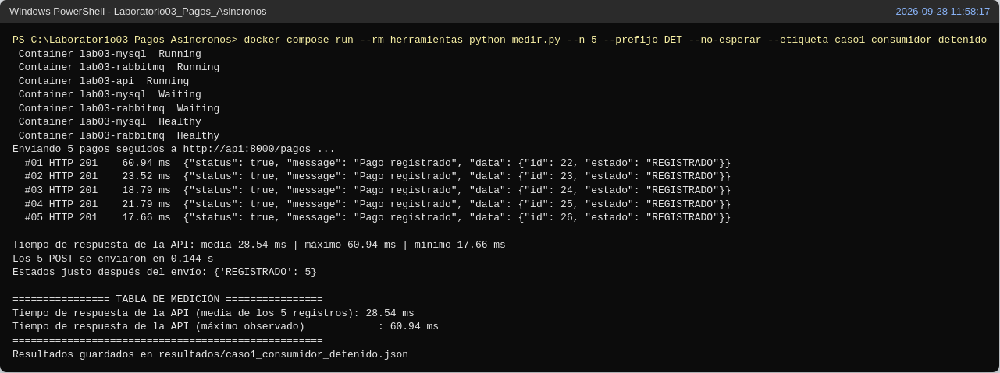 Windows PowerShell - Laboratorio03_Pagos_Asincronos
2026-09-28 11:58:17
PS C:\Laboratorio03_Pagos_Asincronos> docker compose run --rm herramientas python medir.py --n 5 --prefijo DET --no-esperar --etiqueta caso1_consumidor_detenido
Container lab03-mysql  Running
Container lab03-rabbitmq  Running
Container lab03-api  Running
Container lab03-mysql  Waiting
Container lab03-rabbitmq  Waiting
Container lab03-mysql  Healthy
Container lab03-rabbitmq  Healthy
Enviando 5 pagos seguidos a http://api:8000/pagos ...
  #01 HTTP 201    60.94 ms  {"status": true, "message": "Pago registrado", "data": {"id": 22, "estado": "REGISTRADO"}}
  #02 HTTP 201    23.52 ms  {"status": true, "message": "Pago registrado", "data": {"id": 23, "estado": "REGISTRADO"}}
  #03 HTTP 201    18.79 ms  {"status": true, "message": "Pago registrado", "data": {"id": 24, "estado": "REGISTRADO"}}
  #04 HTTP 201    21.79 ms  {"status": true, "message": "Pago registrado", "data": {"id": 25, "estado": "REGISTRADO"}}
  #05 HTTP 201    17.66 ms  {"status": true, "message": "Pago registrado", "data": {"id": 26, "estado": "REGISTRADO"}}
Tiempo de respuesta de la API: media 28.54 ms | máximo 60.94 ms | mínimo 17.66 ms
Los 5 POST se enviaron en 0.144 s
Estados justo después del envío: {'REGISTRADO': 5}
================ TABLA DE MEDICIÓN ================
Tiempo de respuesta de la API (media de los 5 registros): 28.54 ms
Tiempo de respuesta de la API (máximo observado)            : 60.94 ms
===================================================
Resultados guardados en resultados/caso1_consumidor_detenido.json